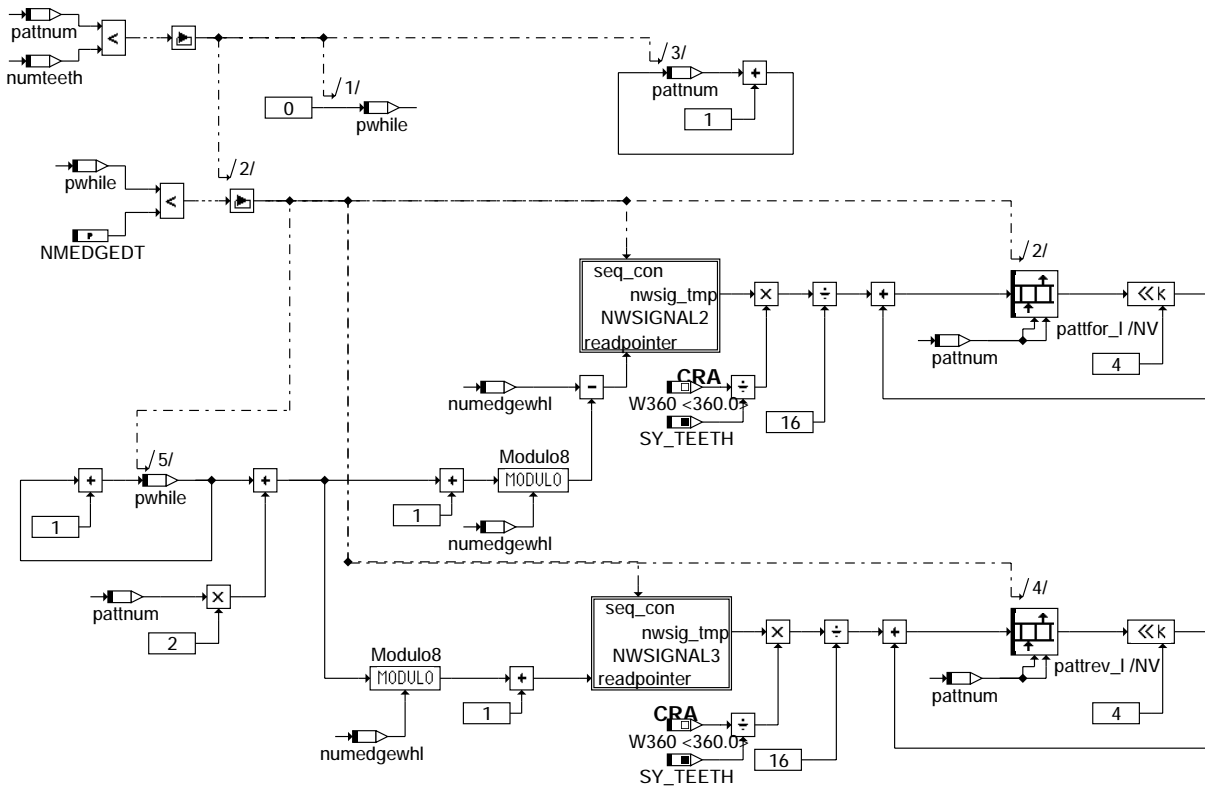 pattnum
<
numteeth
/1/
0
pwhile
/3/
pattnum
+
1
/2/
pwhile
<
P
NMEDGEDT
seq_con
nwsig_tmp
NWSIGNAL2
readpointer
×
÷
+
/2/
pattfor_l /NV
pattnum
<<k
4
numedgewhl
-
CRA
÷
W360 <360.0>
SY_TEETH
16
+
/5/
pwhile
1
+
+
1
Modulo8
MODULO
numedgewhl
pattnum
×
2
Modulo8
MODULO
numedgewhl
+
1
seq_con
nwsig_tmp
NWSIGNAL3
readpointer
×
÷
+
/4/
pattrev_l /NV
pattnum
<<k
4
CRA
÷
W360 <360.0>
SY_TEETH
16